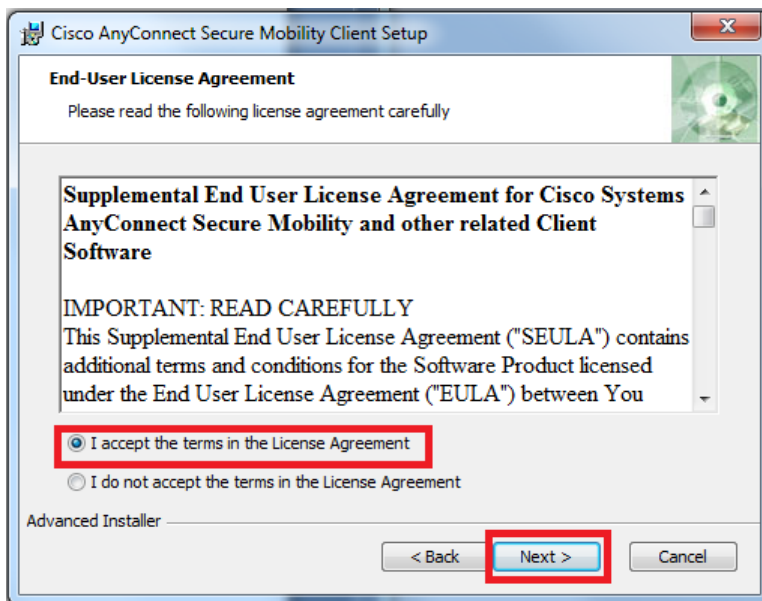 Cisco AnyConnect Secure Mobility Client Setup
End-User License Agreement
Please read the following license agreement carefully
Supplemental End User License Agreement for Cisco Systems
AnyConnect Secure Mobility and other related Client
Software
IMPORTANT: READ CAREFULLY
This Supplemental End User License Agreement ("SEULA") contains
additional terms and conditions for the Software Product licensed
under the End User License Agreement ("EULA") between You
I accept the terms in the License Agreement
I do not accept the terms in the License Agreement
Advanced Installer
< Back Next > Cancel